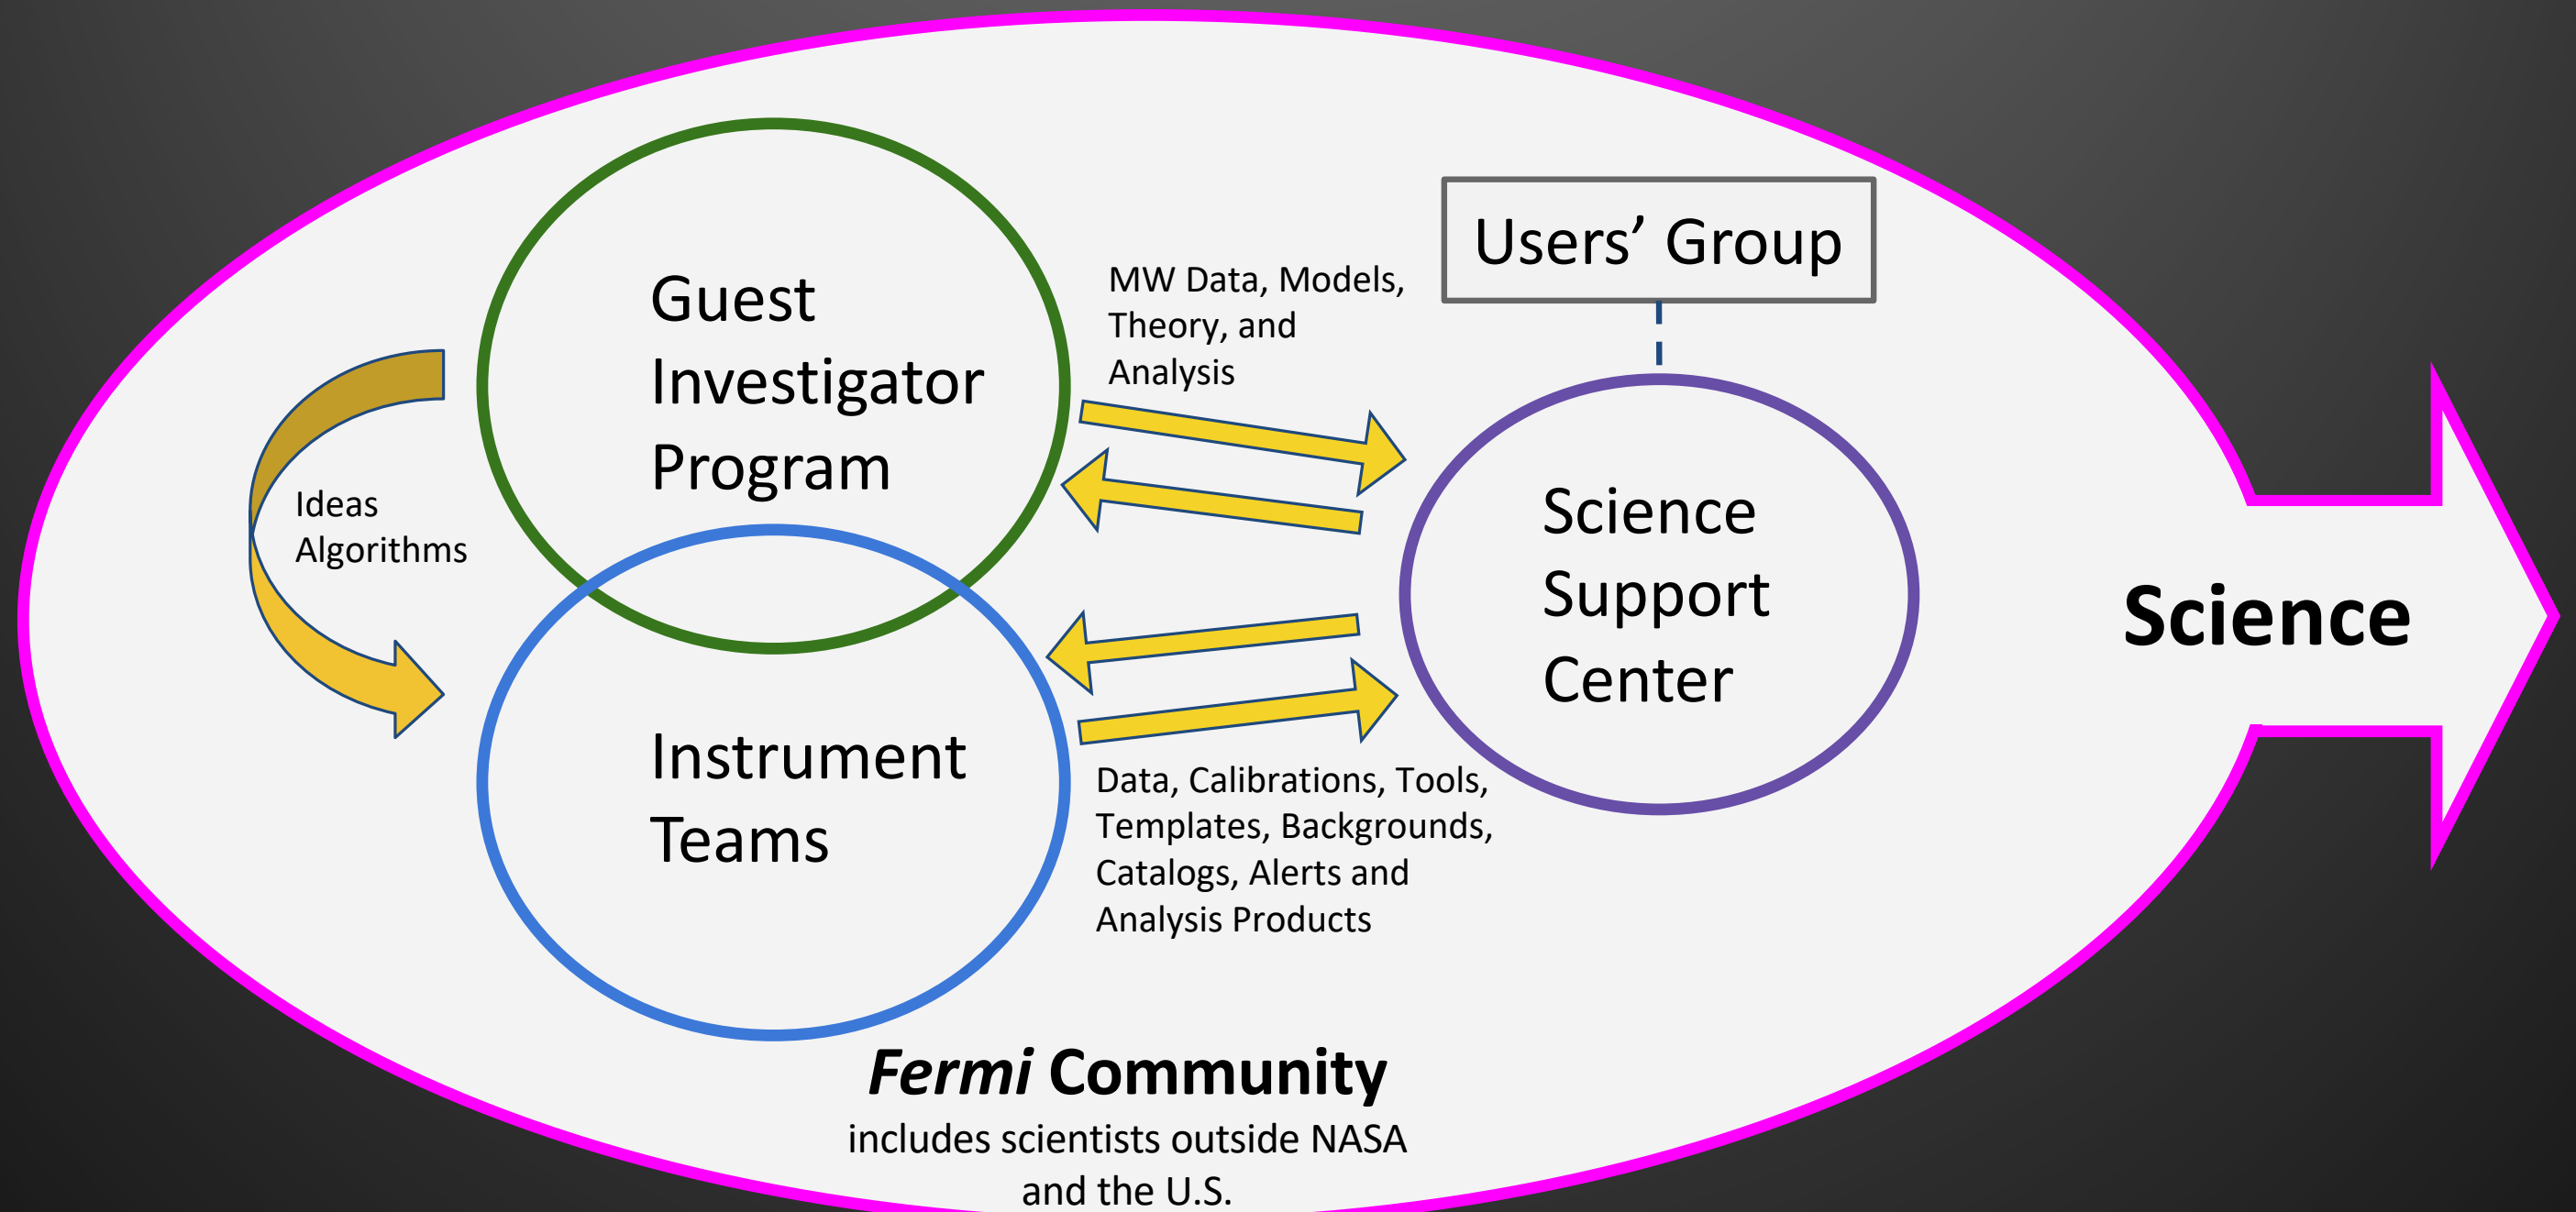 Guest
Investigator
Program
Ideas
Algorithms
Instrument
Teams
MW Data, Models,
Theory, and
Analysis
Data, Calibrations, Tools,
Templates, Backgrounds,
Catalogs, Alerts and
Analysis Products
Users’ Group
Science
Support
Center
Science
Fermi Community
includes scientists outside NASA
and the U.S.